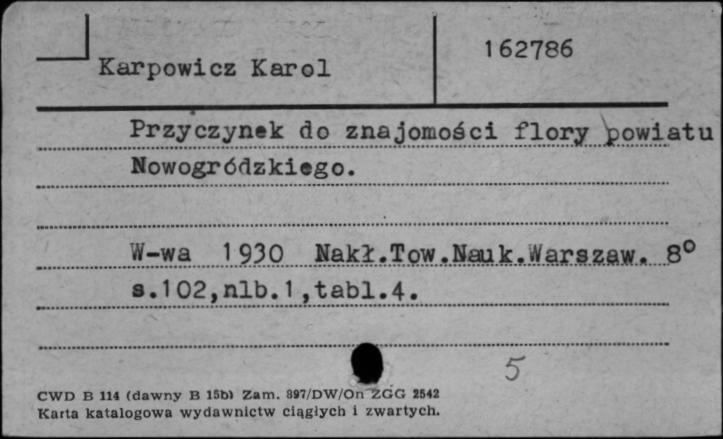 162786
Karpowicz Karol
Przyczynek do znajomości flory powiatu
Nowogródzkiego.
W-wa 1930 Nakł.Tow.Nauk.Warszaw. 8°
s.102,nlb.1,tabl.4.
5
CWD B 114 (dawny B 15b) Zam. 897/DW/On ZGG 2542
Karta katalogowa wydawnictw ciągłych i zwartych.